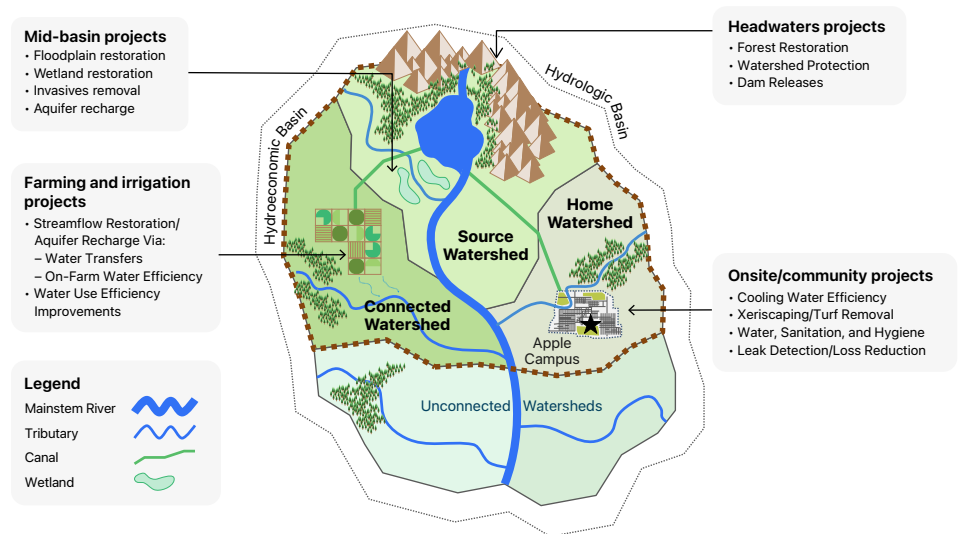 Mid-basin projects
• Floodplain restoration
• Wetland restoration
• Invasives removal
• Aquifer recharge
Headwaters projects
• Forest Restoration
• Watershed Protection
• Dam Releases
Hydrologic Basin
Hydroeconomic Basin
Farming and irrigation
projects
• Streamflow Restoration/
Aquifer Recharge Via:
– Water Transfers
– On-Farm Water Efficiency
• Water Use Efficiency
Improvements
Home
Watershed
Source
Watershed
Connected
Watershed
Apple
Campus
Onsite/community projects
• Cooling Water Efficiency
• Xeriscaping/Turf Removal
• Water, Sanitation, and Hygiene
• Leak Detection/Loss Reduction
Unconnected Watersheds
Legend
Mainstem River
Tributary
Canal
Wetland